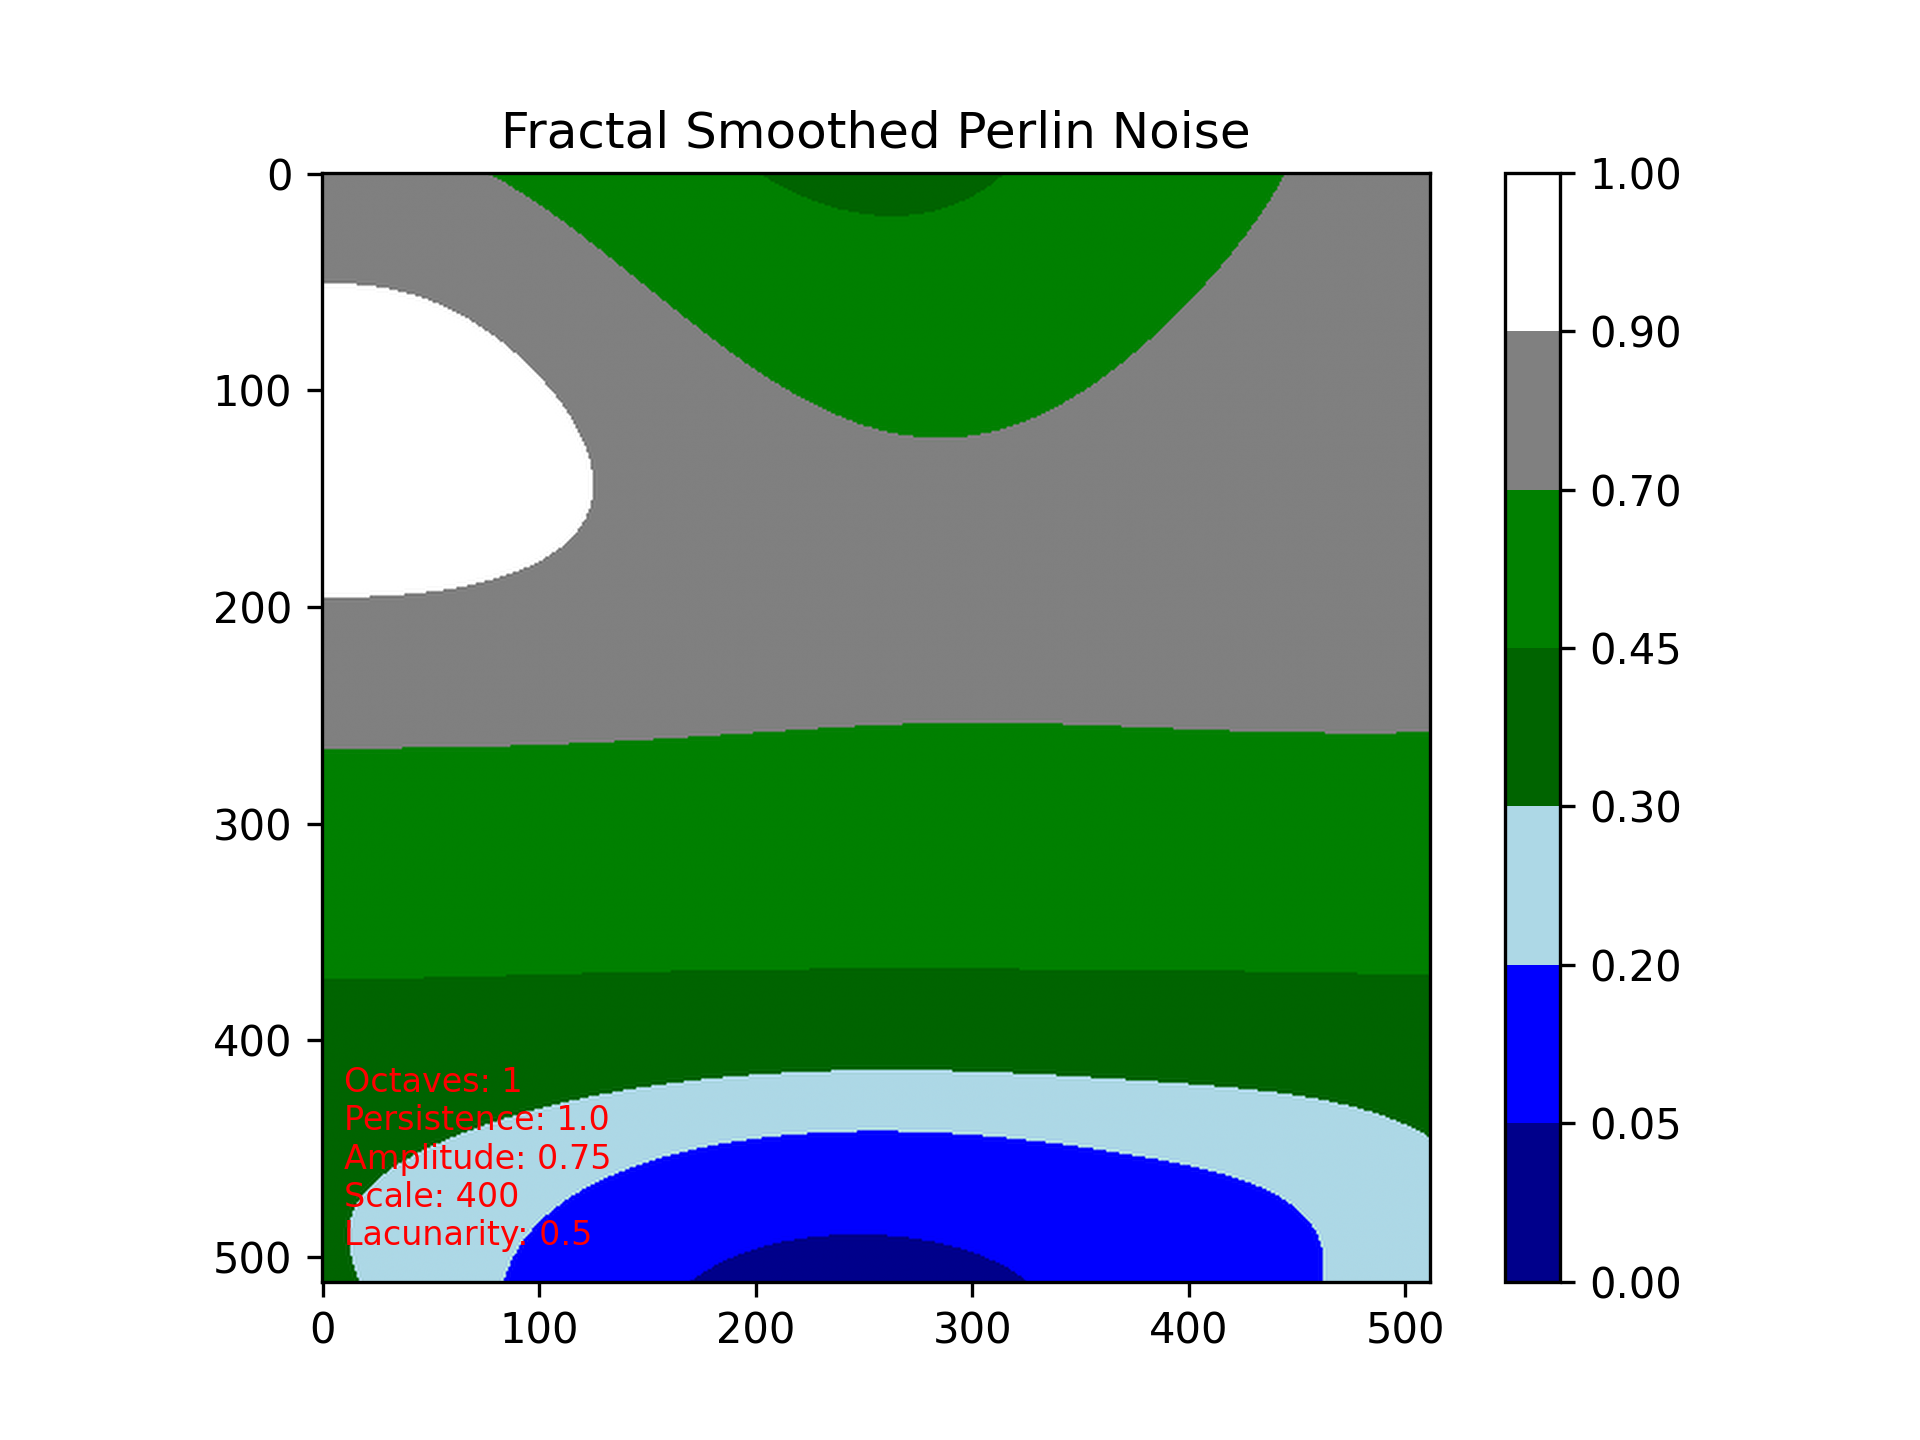 Fractal Smoothed Perlin Noise
0
100
200
300
400
500
Octaves: 1
Persistence: 1.0
Amplitude: 0.75
Scale: 400
Lacunarity: 0.5
0 100 200 300 400 500
1.00
0.90
0.70
0.45
0.30
0.20
0.05
0.00